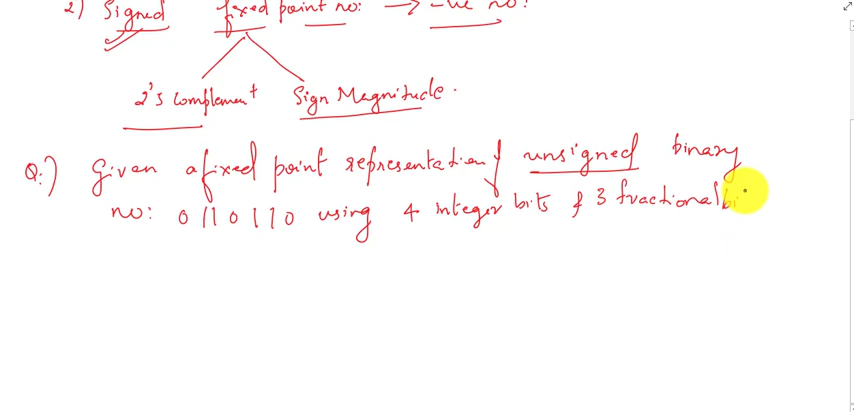 2) Signed fixed point no: → -ve no:
2's complement Sign Magnitude.
Q:) Given a fixed point representation of unsigned binary
no: 0110110 using 4 integer bits & 3 fractional bi